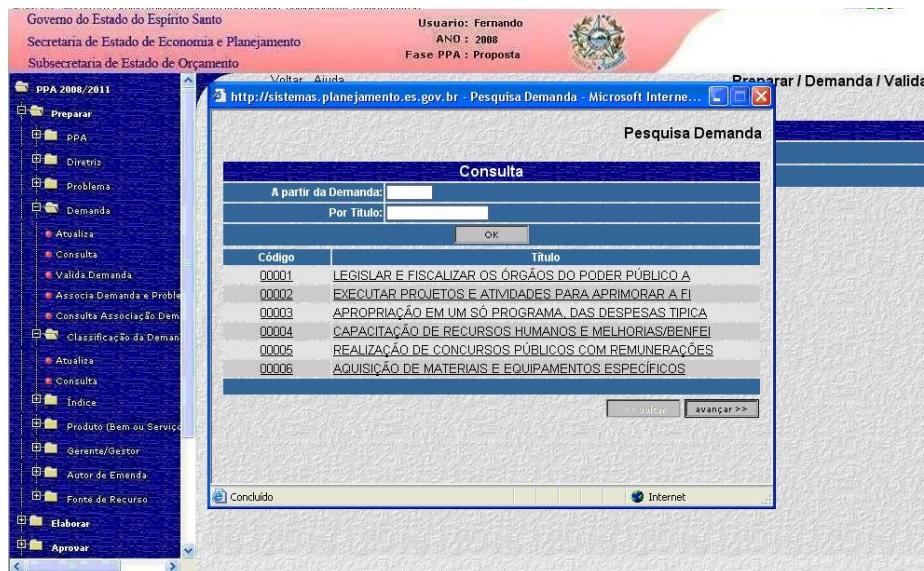 Governo do Estado do Espírito Santo
Secretaria de Estado de Economia e Planejamento
Subsecretaria de Estado de Orçamento
Usuario: Fernando
ANO: 2008
Fase PPA: Proposta
Voltar Ajuda
Preparar / Demanda / Valida
PPA 2008/2011
Preparar
PPA
Diretriz
Problema
Demanda
Atualiza
Consulta
Valida Demanda
Associa Demanda e Proble
Consulta Associação Dem
Classificação da Deman
Atualiza
Consulta
Índice
Produto (Bem ou Serviço
Gerente/Gestor
Autor de Emenda
Fonte de Recurso
Elaborar
Aprovar
http://sistemas.planejamento.es.gov.br - Pesquisa Demanda - Microsoft Interne...
Pesquisa Demanda
Consulta
A partir da Demanda:
Por Título:
OK
Código Título
00001 LEGISLAR E FISCALIZAR OS ÓRGÃOS DO PODER PÚBLICO A
00002 EXECUTAR PROJETOS E ATIVIDADES PARA APRIMORAR A FI
00003 APROPRIAÇÃO EM UM SÓ PROGRAMA, DAS DESPESAS TIPICA
00004 CAPACITAÇÃO DE RECURSOS HUMANOS E MELHORIAS/BENFEI
00005 REALIZAÇÃO DE CONCURSOS PÚBLICOS COM REMUNERAÇÕES
00006 AQUISIÇÃO DE MATERIAIS E EQUIPAMENTOS ESPECÍFICOS
<< voltar avançar >>
Concluído Internet